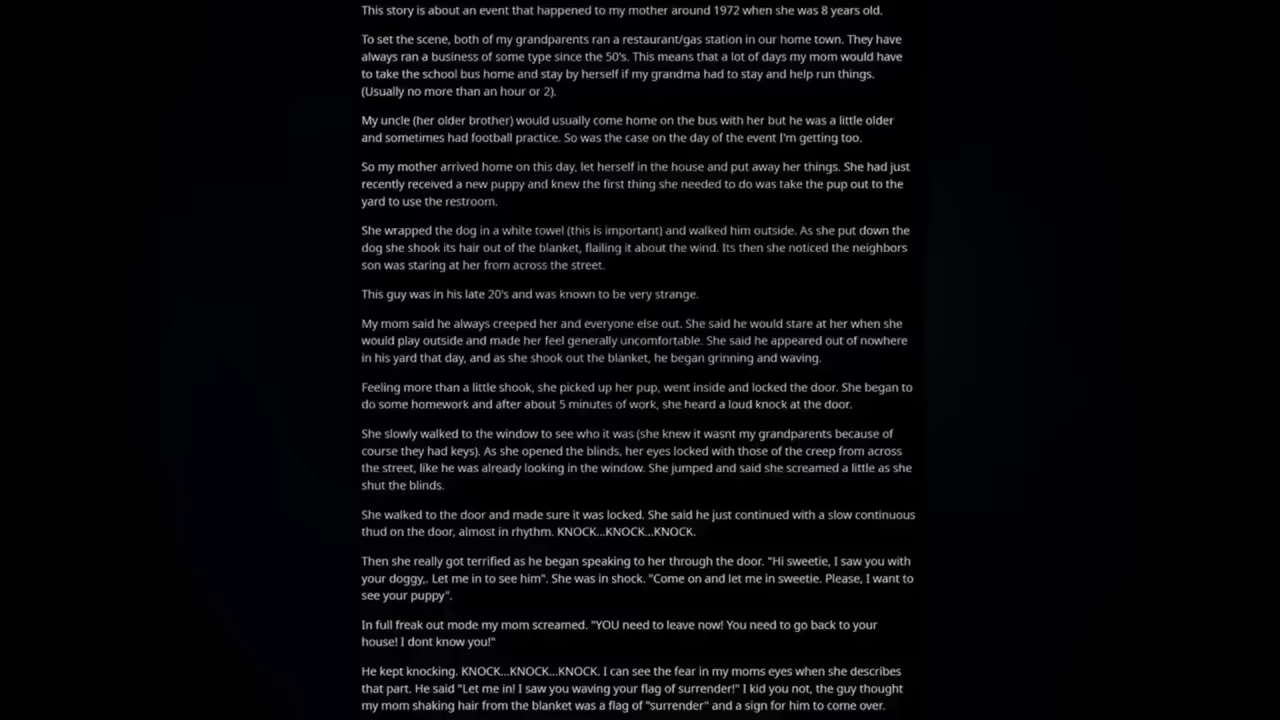 This story is about an event that happened to my mother around 1972 when she was 8 years old.
To set the scene, both of my grandparents ran a restaurant/gas station in our home town. They have
always ran a business of some type since the 50's. This means that a lot of days my mom would have
to take the school bus home and stay by herself if my grandma had to stay and help run things.
(Usually no more than an hour or 2).
My uncle (her older brother) would usually come home on the bus with her but he was a little older
and sometimes had football practice. So was the case on the day of the event I'm getting too.
So my mother arrived home on this day, let herself in the house and put away her things. She had just
recently received a new puppy and knew the first thing she needed to do was take the pup out to the
yard to use the restroom.
She wrapped the dog in a white towel (this is important) and walked him outside. As she put down the
dog she shook its hair out of the blanket, flailing it about the wind. Its then she noticed the neighbors
son was staring at her from across the street.
This guy was in his late 20's and was known to be very strange.
My mom said he always creeped her and everyone else out. She said he would stare at her when she
would play outside and made her feel generally uncomfortable. She said he appeared out of nowhere
in his yard that day, and as she shook out the blanket, he began grinning and waving.
Feeling more than a little shook, she picked up her pup, went inside and locked the door. She began to
do some homework and after about 5 minutes of work, she heard a loud knock at the door.
She slowly walked to the window to see who it was (she knew it wasnt my grandparents because of
course they had keys). As she opened the blinds, her eyes locked with those of the creep from across
the street, like he was already looking in the window. She jumped and said she screamed a little as she
shut the blinds.
She walked to the door and made sure it was locked. She said he just continued with a slow continuous
thud on the door, almost in rhythm. KNOCK...KNOCK...KNOCK.
Then she really got terrified as he began speaking to her through the door. "Hi sweetie, I saw you with
your doggy,. Let me in to see him". She was in shock. "Come on and let me in sweetie. Please, I want to
see your puppy".
In full freak out mode my mom screamed. "YOU need to leave now! You need to go back to your
house! I dont know you!"
He kept knocking. KNOCK...KNOCK...KNOCK. I can see the fear in my moms eyes when she describes
that part. He said "Let me in! I saw you waving your flag of surrender!" I kid you not, the guy thought
my mom shaking hair from the blanket was a flag of "surrender" and a sign for him to come over.